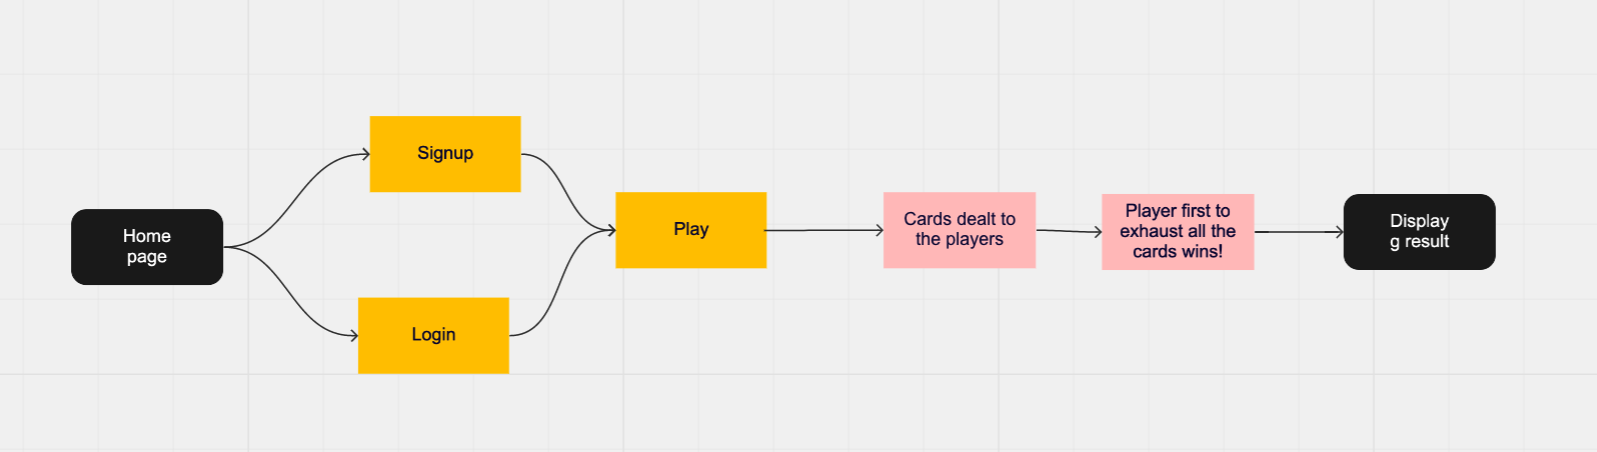 Home
page
Signup
Login
Play
Cards dealt to
the players
Player first to
exhaust all the
cards wins!
Display
g result